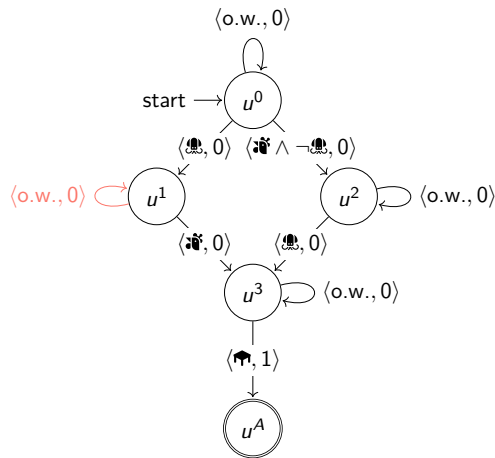 ⟨o.w., 0⟩
start
u⁰
⟨🐙, 0⟩ ⟨ ∧ ¬🐙, 0⟩
⟨o.w., 0⟩
u¹
u²
⟨o.w., 0⟩
⟨ , 0⟩ ⟨🐙, 0⟩
u³
⟨o.w., 0⟩
⟨ , 1⟩
uᴬ